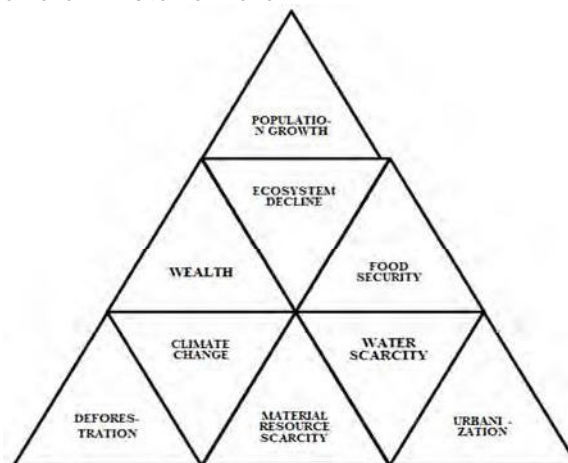 POPULATIO-
N GROWTH
ECOSYSTEM
DECLINE
WEALTH
FOOD
SECURITY
CLIMATE
CHANGE
WATER
SCARCITY
DEFORES-
TRATION
MATERIAL
RESOURCE
SCARCITY
URBANI -
ZATION